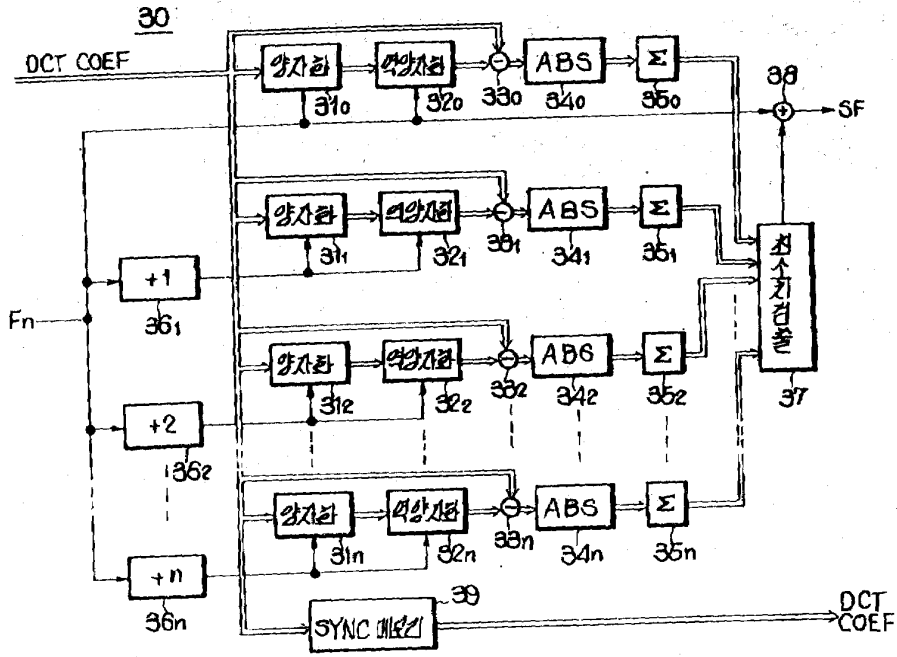 30
DCT COEF
양자화
31₀
역양자화
32₀
33₀
ABS
34₀
Σ
35₀
38
SF
양자화
31₁
역양자화
32₁
33₁
ABS
34₁
Σ
35₁
최소치검출
37
Fn
+1
36₁
양자화
31₂
역양자화
32₂
33₂
ABS
34₂
Σ
35₂
+2
36₂
양자화
31n
역양자화
32n
33n
ABS
34n
Σ
35n
+n
36n
SYNC 메모리
39
DCT
COEF